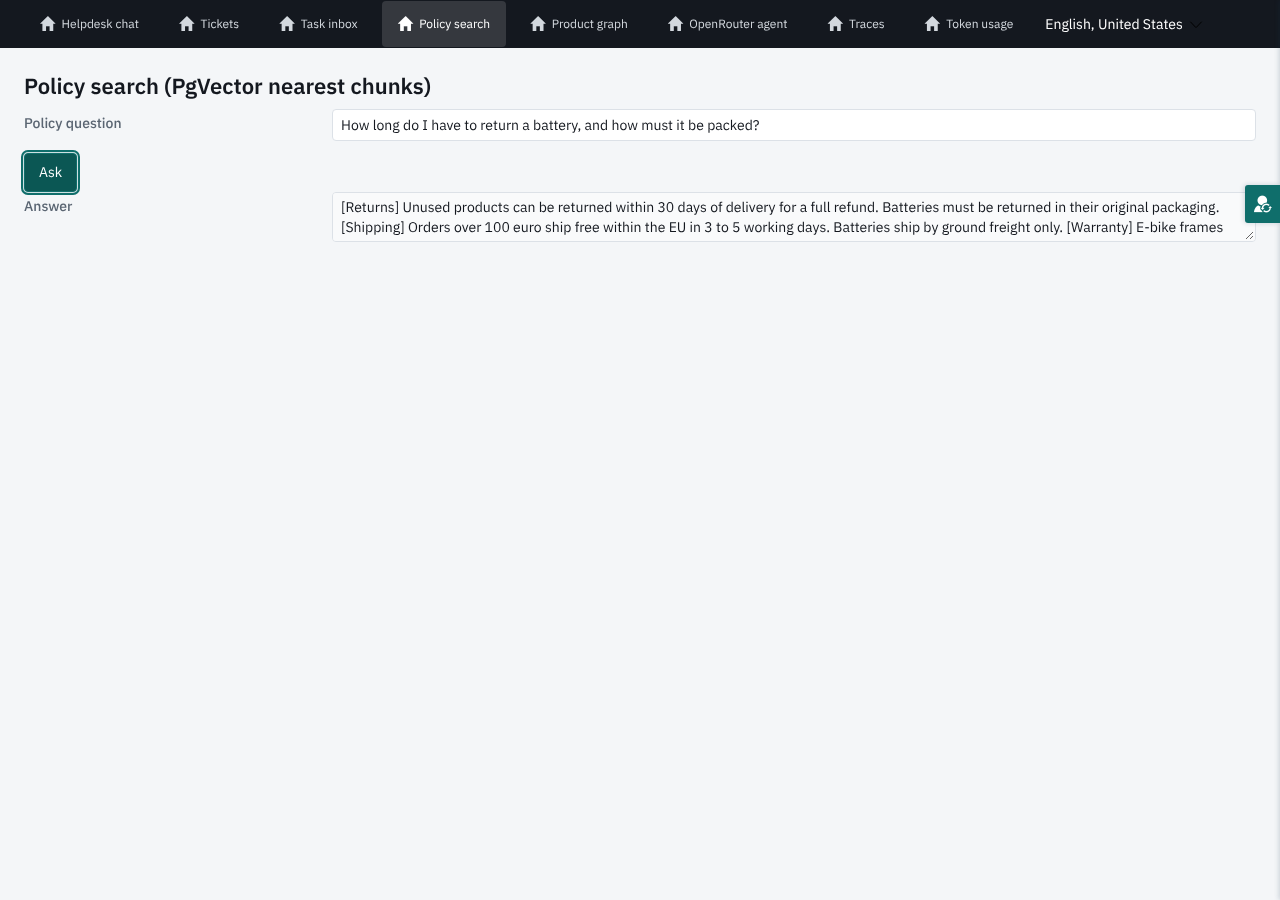 Helpdesk chat Tickets Task inbox Policy search Product graph OpenRouter agent Traces Token usage English, United States
Policy search (PgVector nearest chunks)
Policy question How long do I have to return a battery, and how must it be packed?
Ask
Answer [Returns] Unused products can be returned within 30 days of delivery for a full refund. Batteries must be returned in their original packaging.
[Shipping] Orders over 100 euro ship free within the EU in 3 to 5 working days. Batteries ship by ground freight only. [Warranty] E-bike frames